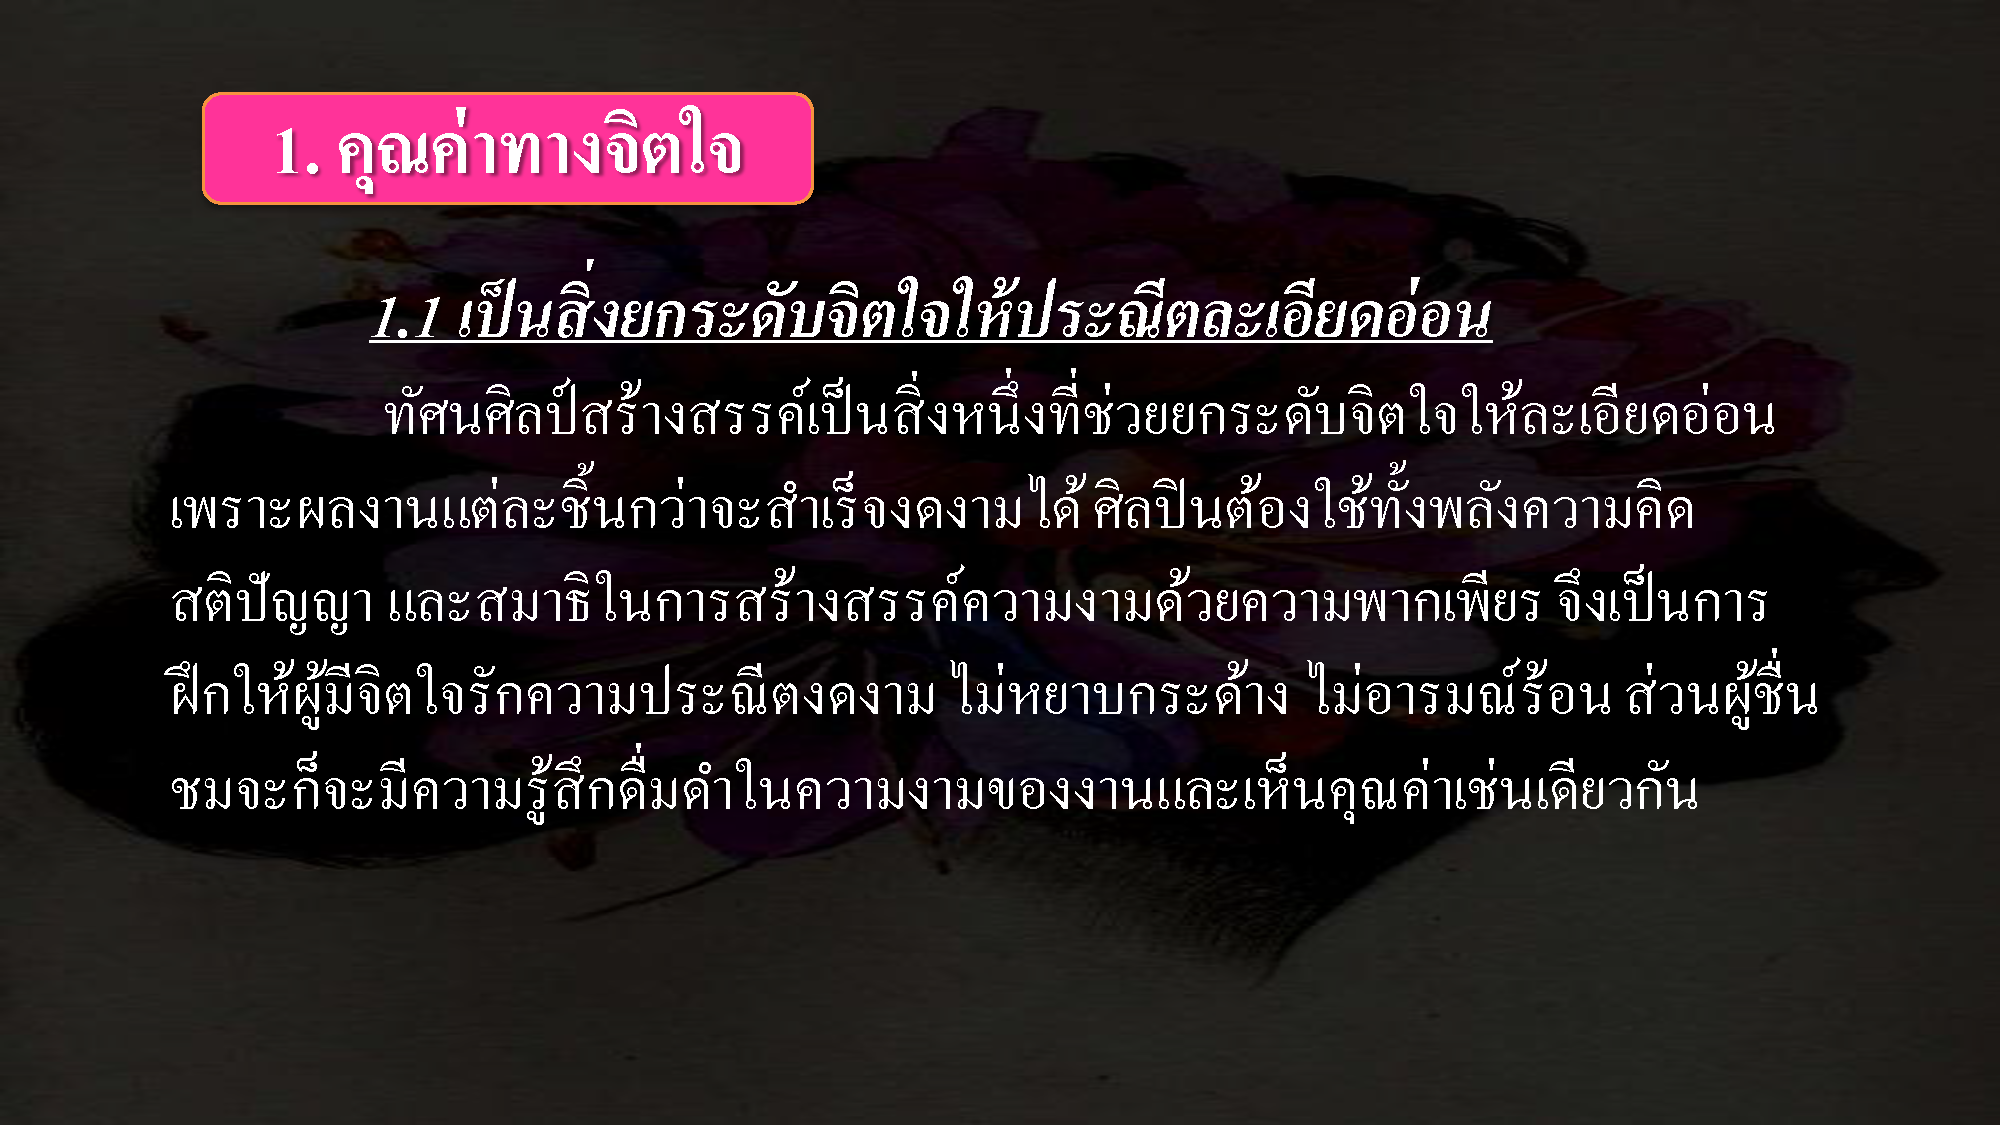 1. คุณค่าทางจิตใจ
1.1 เป็นสิ่งยกระดับจิตใจให้ประณีตละเอียดอ่อน
ทัศนศิลป์สร้างสรรค์เป็นสิ่งหนึ่งที่ช่วยยกระดับจิตใจให้ละเอียดอ่อน
เพราะผลงานแต่ละชิ้นกว่าจะสำเร็จงดงามได้ ศิลปินต้องใช้ทั้งพลังความคิด
สติปัญญา และสมาธิในการสร้างสรรค์ความงามด้วยความพากเพียร จึงเป็นการ
ฝึกให้ผู้มีจิตใจรักความประณีตงดงาม ไม่หยาบกระด้าง ไม่อารมณ์ร้อน ส่วนผู้ชื่น
ชมจะก็จะมีความรู้สึกดื่มดำในความงามของงานและเห็นคุณค่าเช่นเดียวกัน